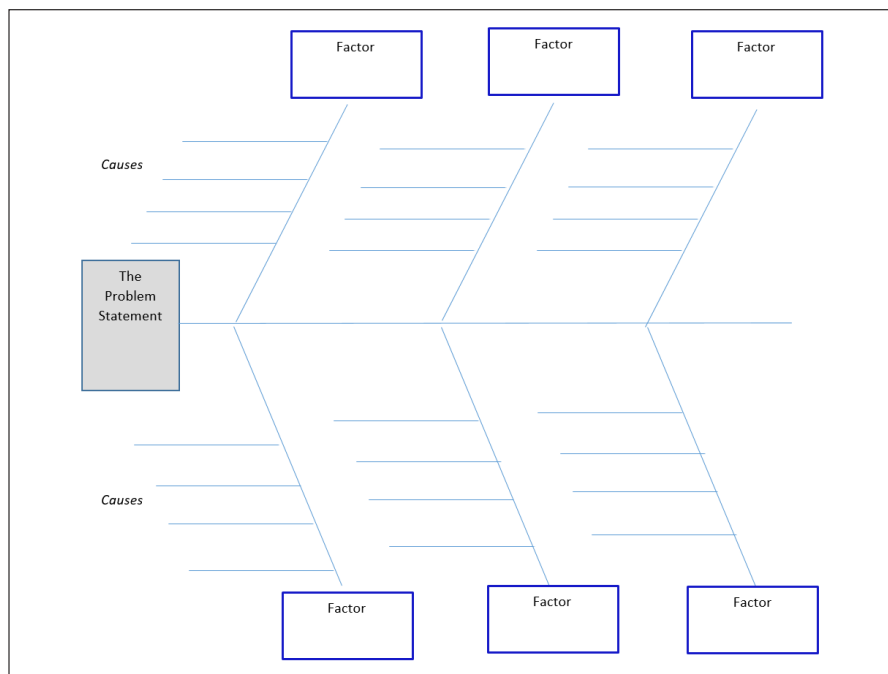 Factor
Factor
Factor
Causes
The
Problem
Statement
Causes
Factor
Factor
Factor